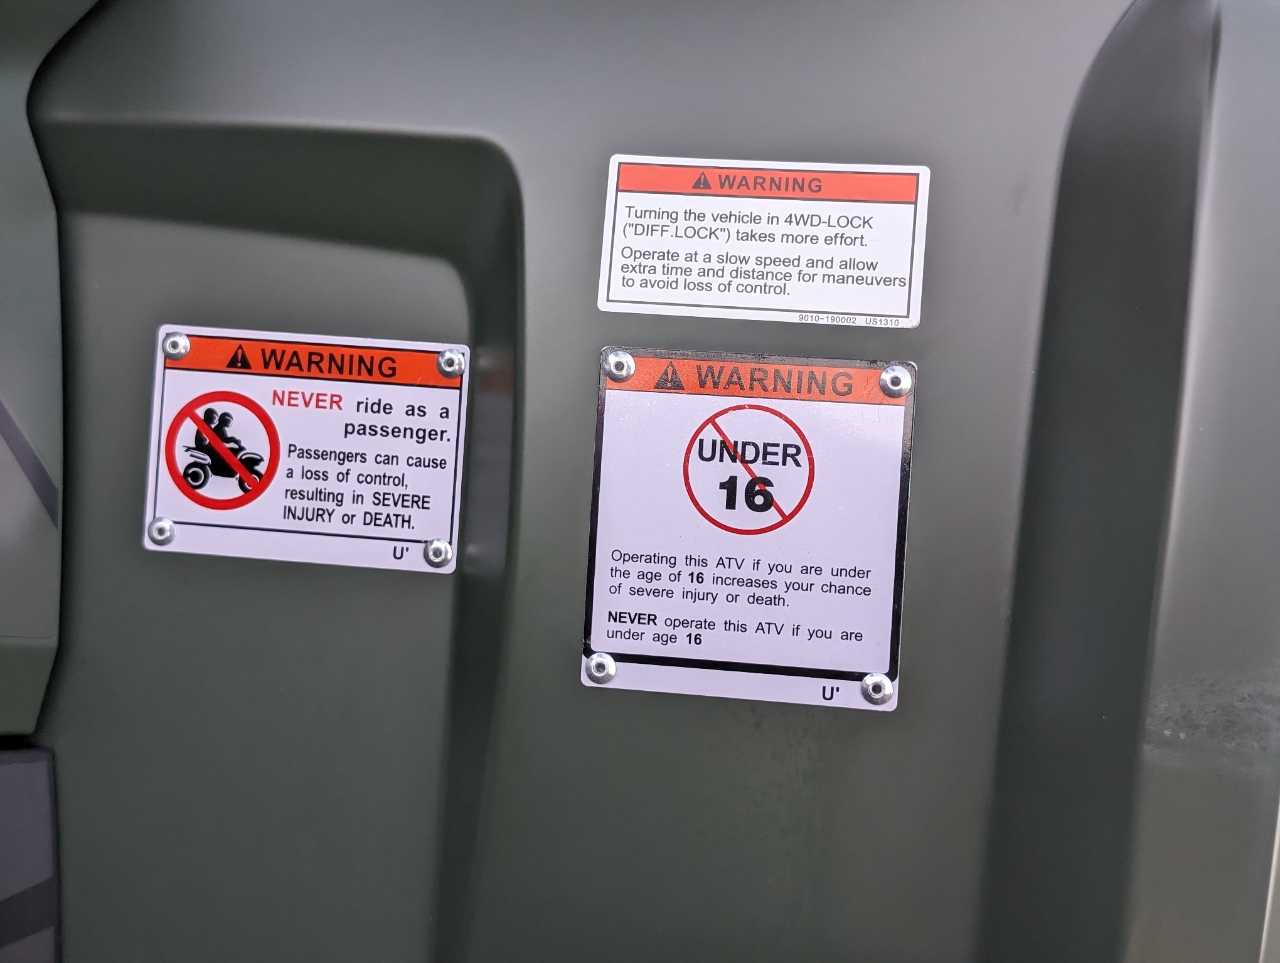 WARNING
NEVER ride as a
passenger.
Passengers can cause
a loss of control,
resulting in SEVERE
INJURY or DEATH.
U'
WARNING
Turning the vehicle in 4WD-LOCK
("DIFF.LOCK") takes more effort.
Operate at a slow speed and allow
extra time and distance for maneuvers
to avoid loss of control.
9010-190002 US1310
WARNING
UNDER
16
Operating this ATV if you are under
the age of 16 increases your chance
of severe injury or death.
NEVER operate this ATV if you are
under age 16
U'